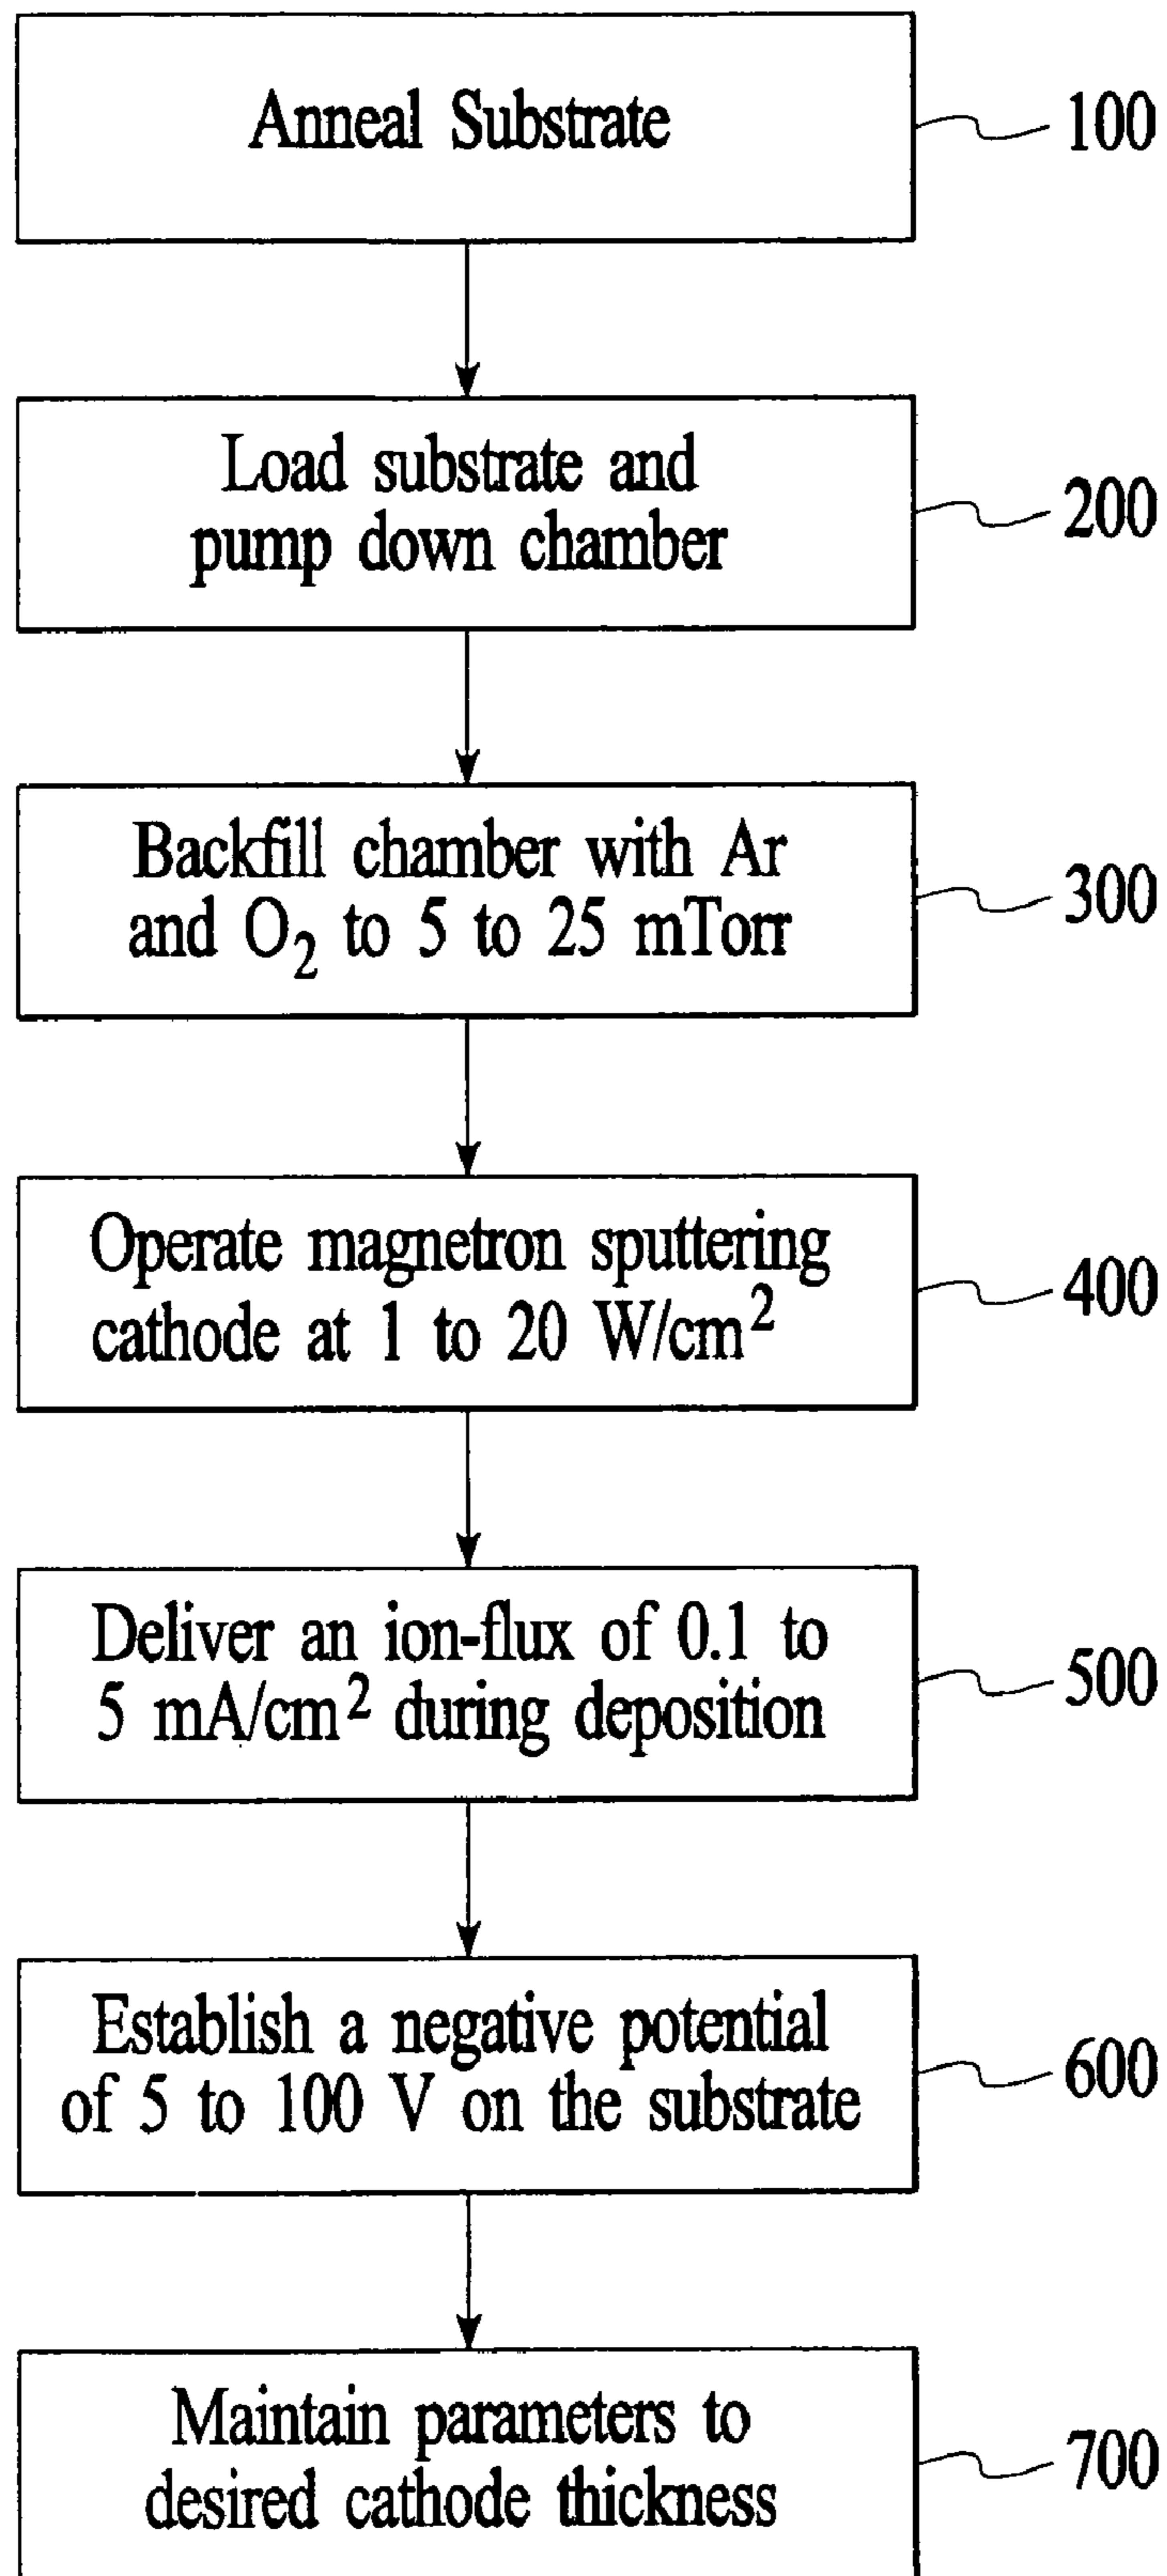 Anneal Substrate
100
Load substrate and
pump down chamber
200
Backfill chamber with Ar
and O₂ to 5 to 25 mTorr
300
Operate magnetron sputtering
cathode at 1 to 20 W/cm²
400
Deliver an ion-flux of 0.1 to
5 mA/cm² during deposition
500
Establish a negative potential
of 5 to 100 V on the substrate
600
Maintain parameters to
desired cathode thickness
700